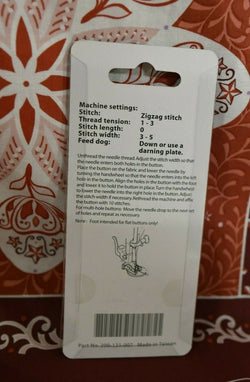 Machine settings:
Stitch: Zigzag stitch
Thread tension: 1 - 3
Stitch length: 0
Stitch width: 3 - 5
Feed dog: Down or use a
darning plate.
Unthread the needle thread. Adjust the stitch width so that
the needle enters both holes in the button.
Place the button on the fabric and lower the needle by
turning the handwheel so that the needle enters into the left
hole in the button. Align the holes in the button with the foot
and lower it to hold the button in place. Turn the handwheel
to lower the needle into the right hole in the button. Adjust
the stitch width if necessary. Rethread the machine and affix
the button with 10 stitches.
For multi-hole buttons: Move the needle drop to the next set
of holes and repeat as necessary.
Note : Foot intended for flat buttons only!
Part No. 200-131-007 Made in Taiwan